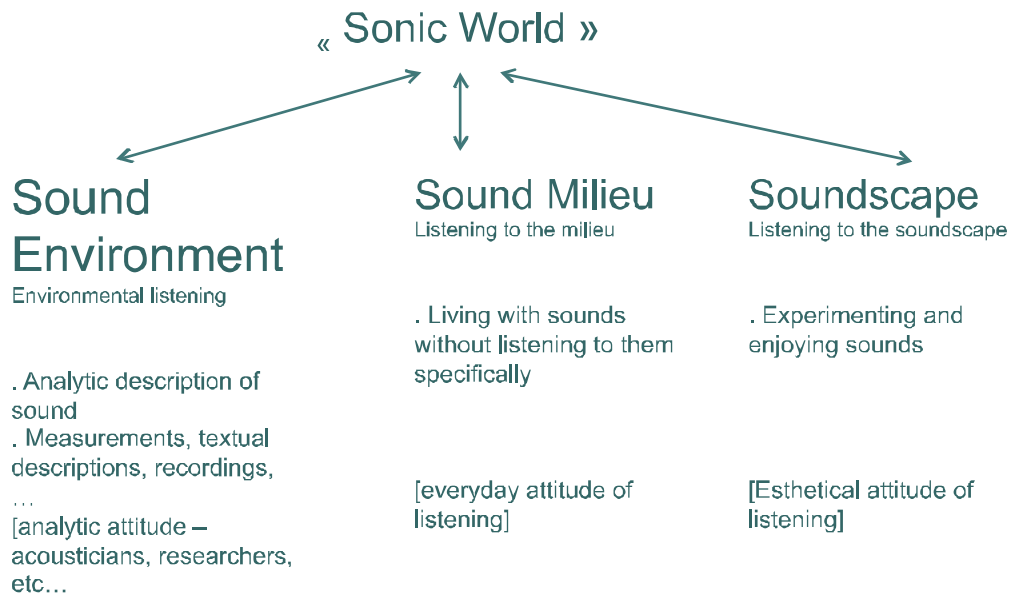 « Sonic World »
Sound
Environment
Environmental listening
. Analytic description of
sound
. Measurements, textual
descriptions, recordings,
…
[analytic attitude –
acousticians, researchers,
etc…
Sound Milieu
Listening to the milieu
. Living with sounds
without listening to them
specifically
[everyday attitude of
listening]
Soundscape
Listening to the soundscape
. Experimenting and
enjoying sounds
[Esthetical attitude of
listening]